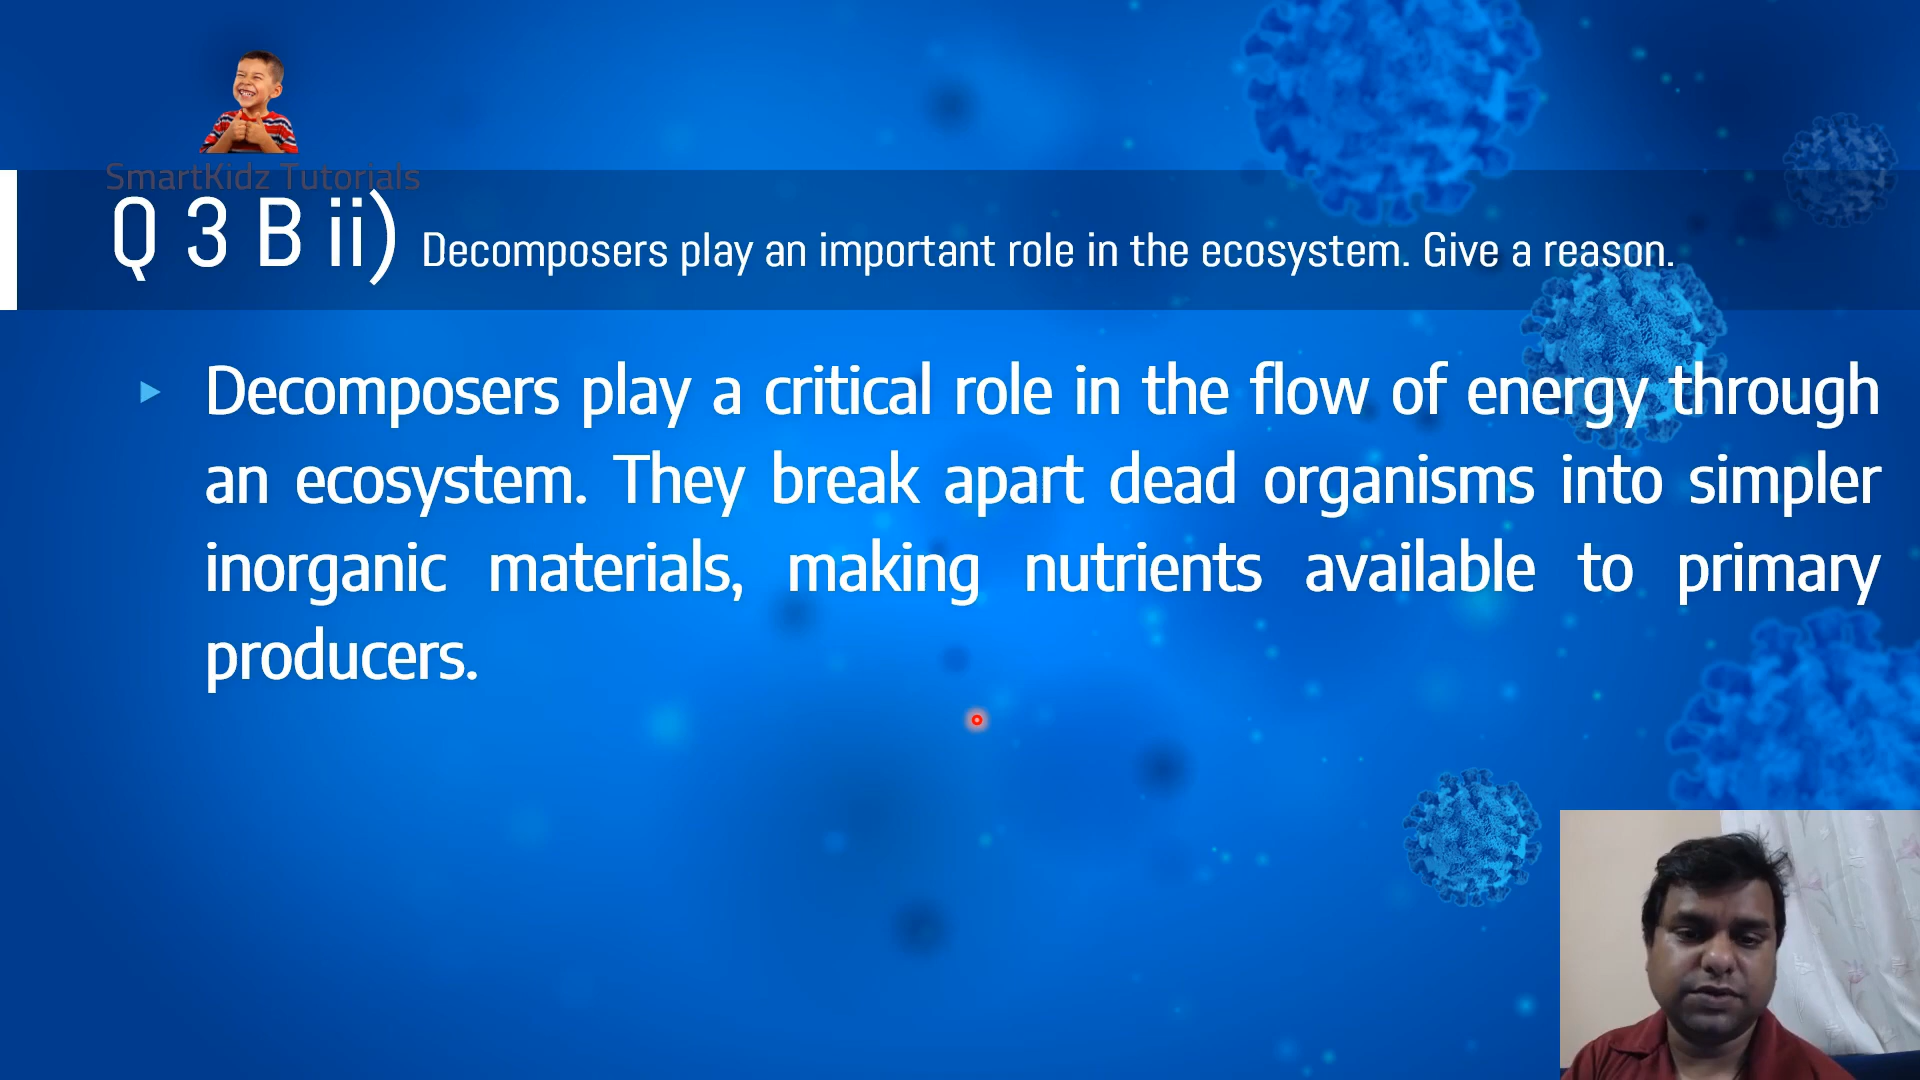 SmartKidz Tutorials
Q 3 B ii) Decomposers play an important role in the ecosystem. Give a reason.
Decomposers play a critical role in the flow of energy through
an ecosystem. They break apart dead organisms into simpler
inorganic materials, making nutrients available to primary
producers.